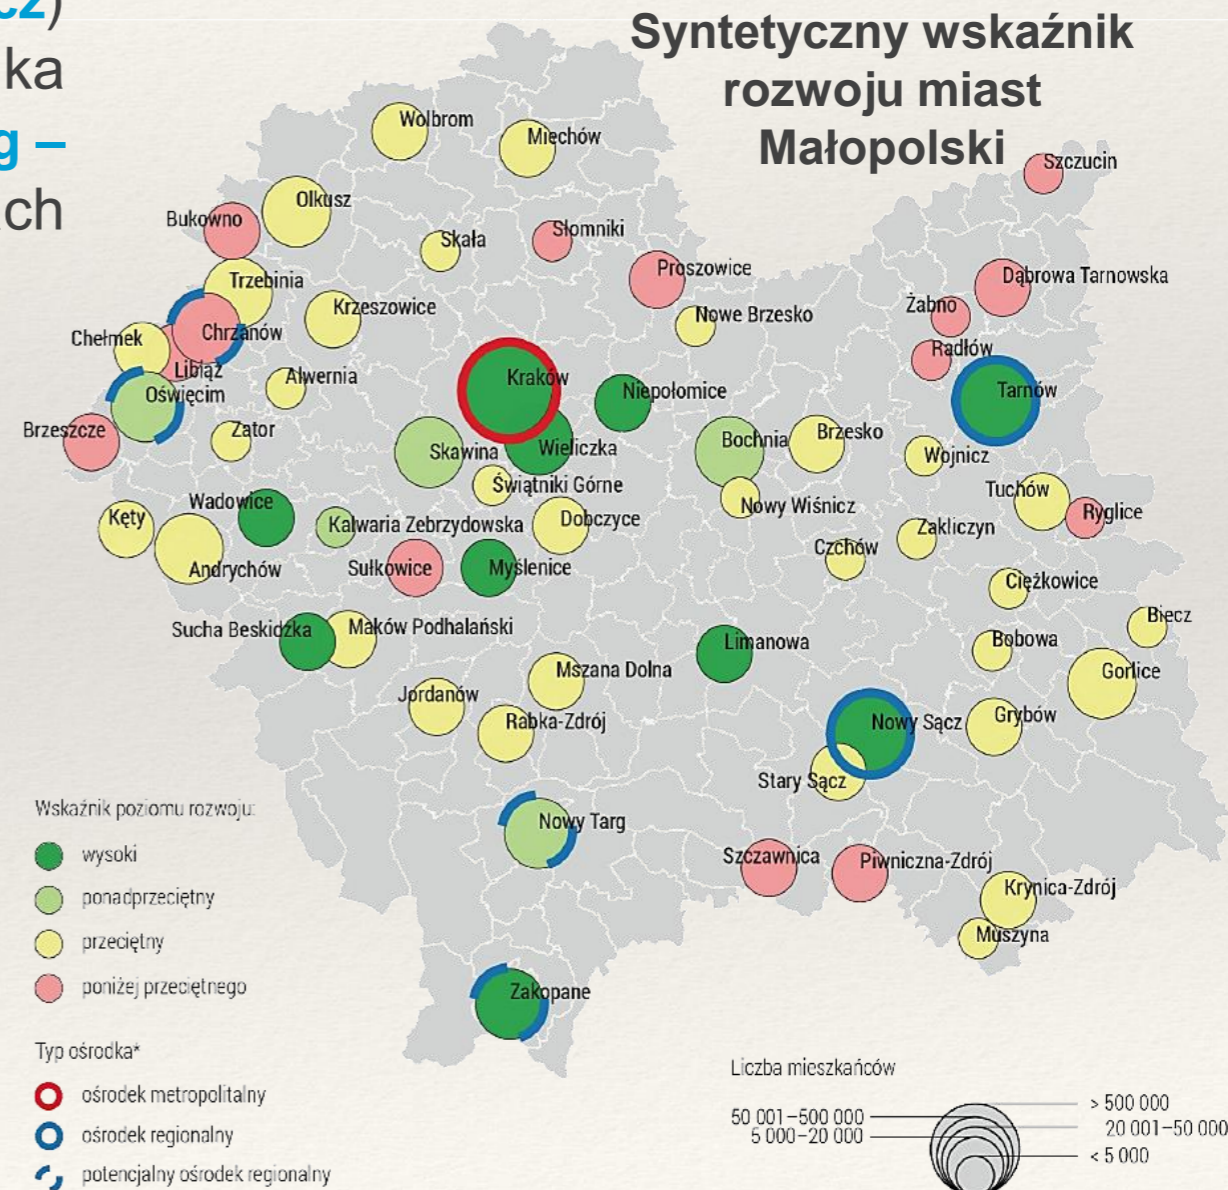 cz)
ka
g –
ach
Syntetyczny wskaźnik
rozwoju miast
Małopolski
Szczucin
Wolbrom
Miechów
Olkusz
Bukowno
Skała
Słomniki
Proszowice
Dąbrowa Tarnowska
Trzebinia
Krzeszowice
Nowe Brzesko
Żabno
Chełmek
Chrzanów
Radłów
Libiąż
Alwernia
Kraków
Niepołomice
Tarnów
Oświęcim
Brzeszcze
Zator
Skawina
Wieliczka
Bochnia
Brzesko
Wojnicz
Świątniki Górne
Tuchów
Wadowice
Nowy Wiśnicz
Ryglice
Kęty
Kalwaria Zebrzydowska
Dobczyce
Zakliczyn
Czchów
Andrychów
Sułkowice
Myślenice
Ciężkowice
Biecz
Sucha Beskidzka
Maków Podhalański
Limanowa
Bobowa
Mszana Dolna
Gorlice
Jordanów
Rabka-Zdrój
Nowy Sącz
Grybów
Stary Sącz
Nowy Targ
Szczawnica
Piwniczna-Zdrój
Krynica-Zdrój
Muszyna
Zakopane
Wskaźnik poziomu rozwoju:
wysoki
ponadprzeciętny
przeciętny
poniżej przeciętnego
Typ ośrodka*
ośrodek metropolitalny
ośrodek regionalny
potencjalny ośrodek regionalny
Liczba mieszkańców
> 500 000
50 001–500 000
20 001–50 000
5 000–20 000
< 5 000